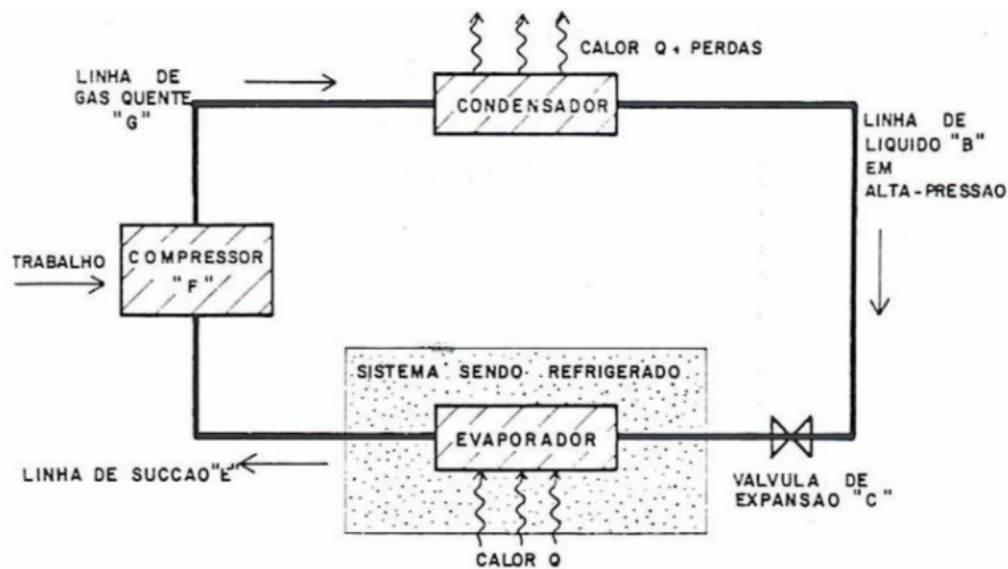 CALOR Q + PERDAS
LINHA DE
GAS QUENTE
"G"
CONDENSADOR
LINHA DE
LIQUIDO "B"
EM
ALTA-PRESSAO
TRABALHO
COMPRESSOR
"F"
SISTEMA SENDO REFRIGERADO
EVAPORADOR
LINHA DE SUCCAO "E"
VALVULA DE
EXPANSAO "C"
CALOR Q